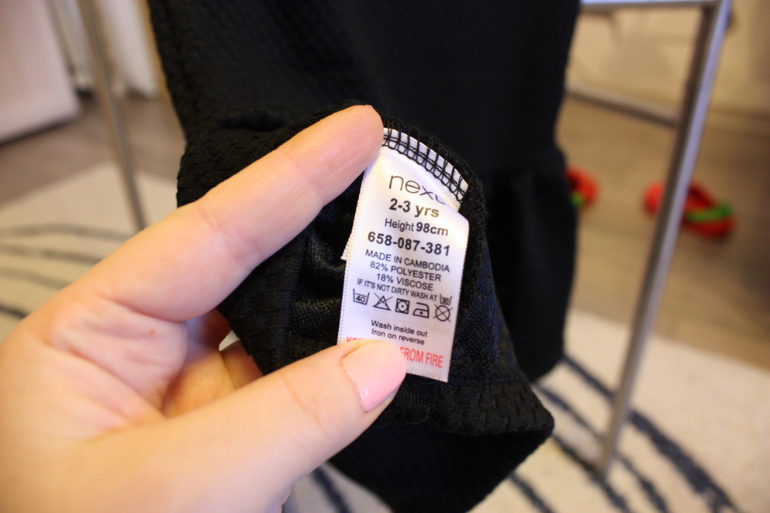 next
2-3 yrs
Height 98cm
658-087-381
MADE IN CAMBODIA
82% POLYESTER
18% VISCOSE
IF IT'S NOT DIRTY WASH AT 30°
40°
Wash inside out
Iron on reverse
FROM FIRE